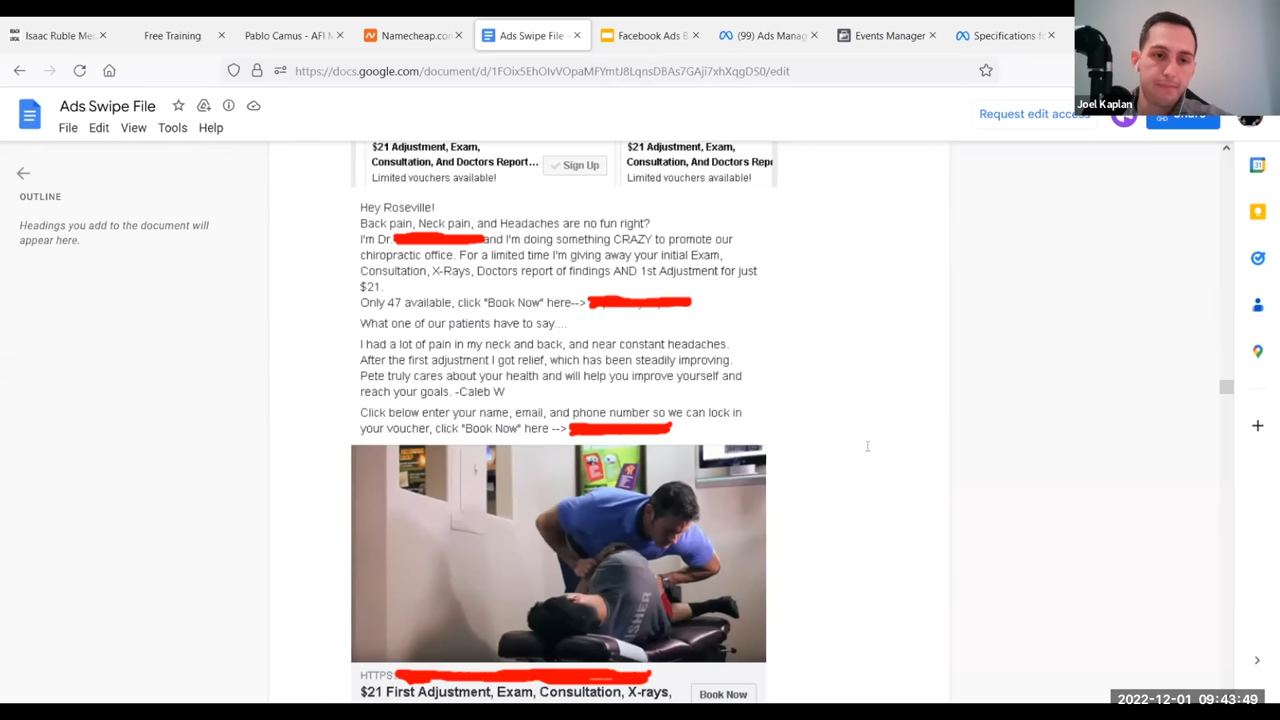 Isaac Ruble Me
Free Training
Pablo Camus - AFI
Namecheap.co
Ads Swipe File -
Facebook Ads B
(99) Ads Manag
Events Manager
Specifications fo
https://docs.google.com/document/d/1FOix5EhOlvVOpaMFYmtJ8LqnsDBAs7GAji7xhXqgDS0/edit
Joel Kaplan
Ads Swipe File
File Edit View Tools Help
Request edit access
Share
OUTLINE
Headings you add to the document will
appear here.
$21 Adjustment, Exam,
Consultation, And Doctors Report...
Limited vouchers available!
Sign Up
$21 Adjustment, Exam,
Consultation, And Doctors Repo
Limited vouchers available!
Hey Roseville!
Back pain, Neck pain, and Headaches are no fun right?
I'm Dr. and I'm doing something CRAZY to promote our
chiropractic office. For a limited time I'm giving away your initial Exam,
Consultation, X-Rays, Doctors report of findings AND 1st Adjustment for just
$21.
Only 47 available, click "Book Now" here-->
What one of our patients have to say....
I had a lot of pain in my neck and back, and near constant headaches.
After the first adjustment I got relief, which has been steadily improving.
Pete truly cares about your health and will help you improve yourself and
reach your goals. -Caleb W
Click below enter your name, email, and phone number so we can lock in
your voucher, click "Book Now" here -->
HTTPS:
$21 First Adjustment, Exam, Consultation, X-rays,
Book Now
2022-12-01 09:43:49